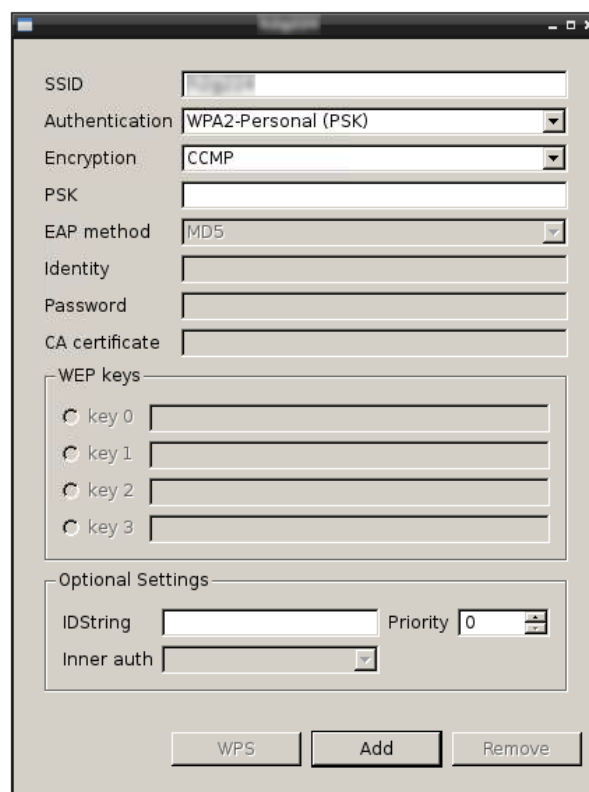 SSID
Authentication WPA2-Personal (PSK)
Encryption CCMP
PSK
EAP method MD5
Identity
Password
CA certificate
WEP keys
key 0
key 1
key 2
key 3
Optional Settings
IDString Priority 0
Inner auth
WPS Add Remove